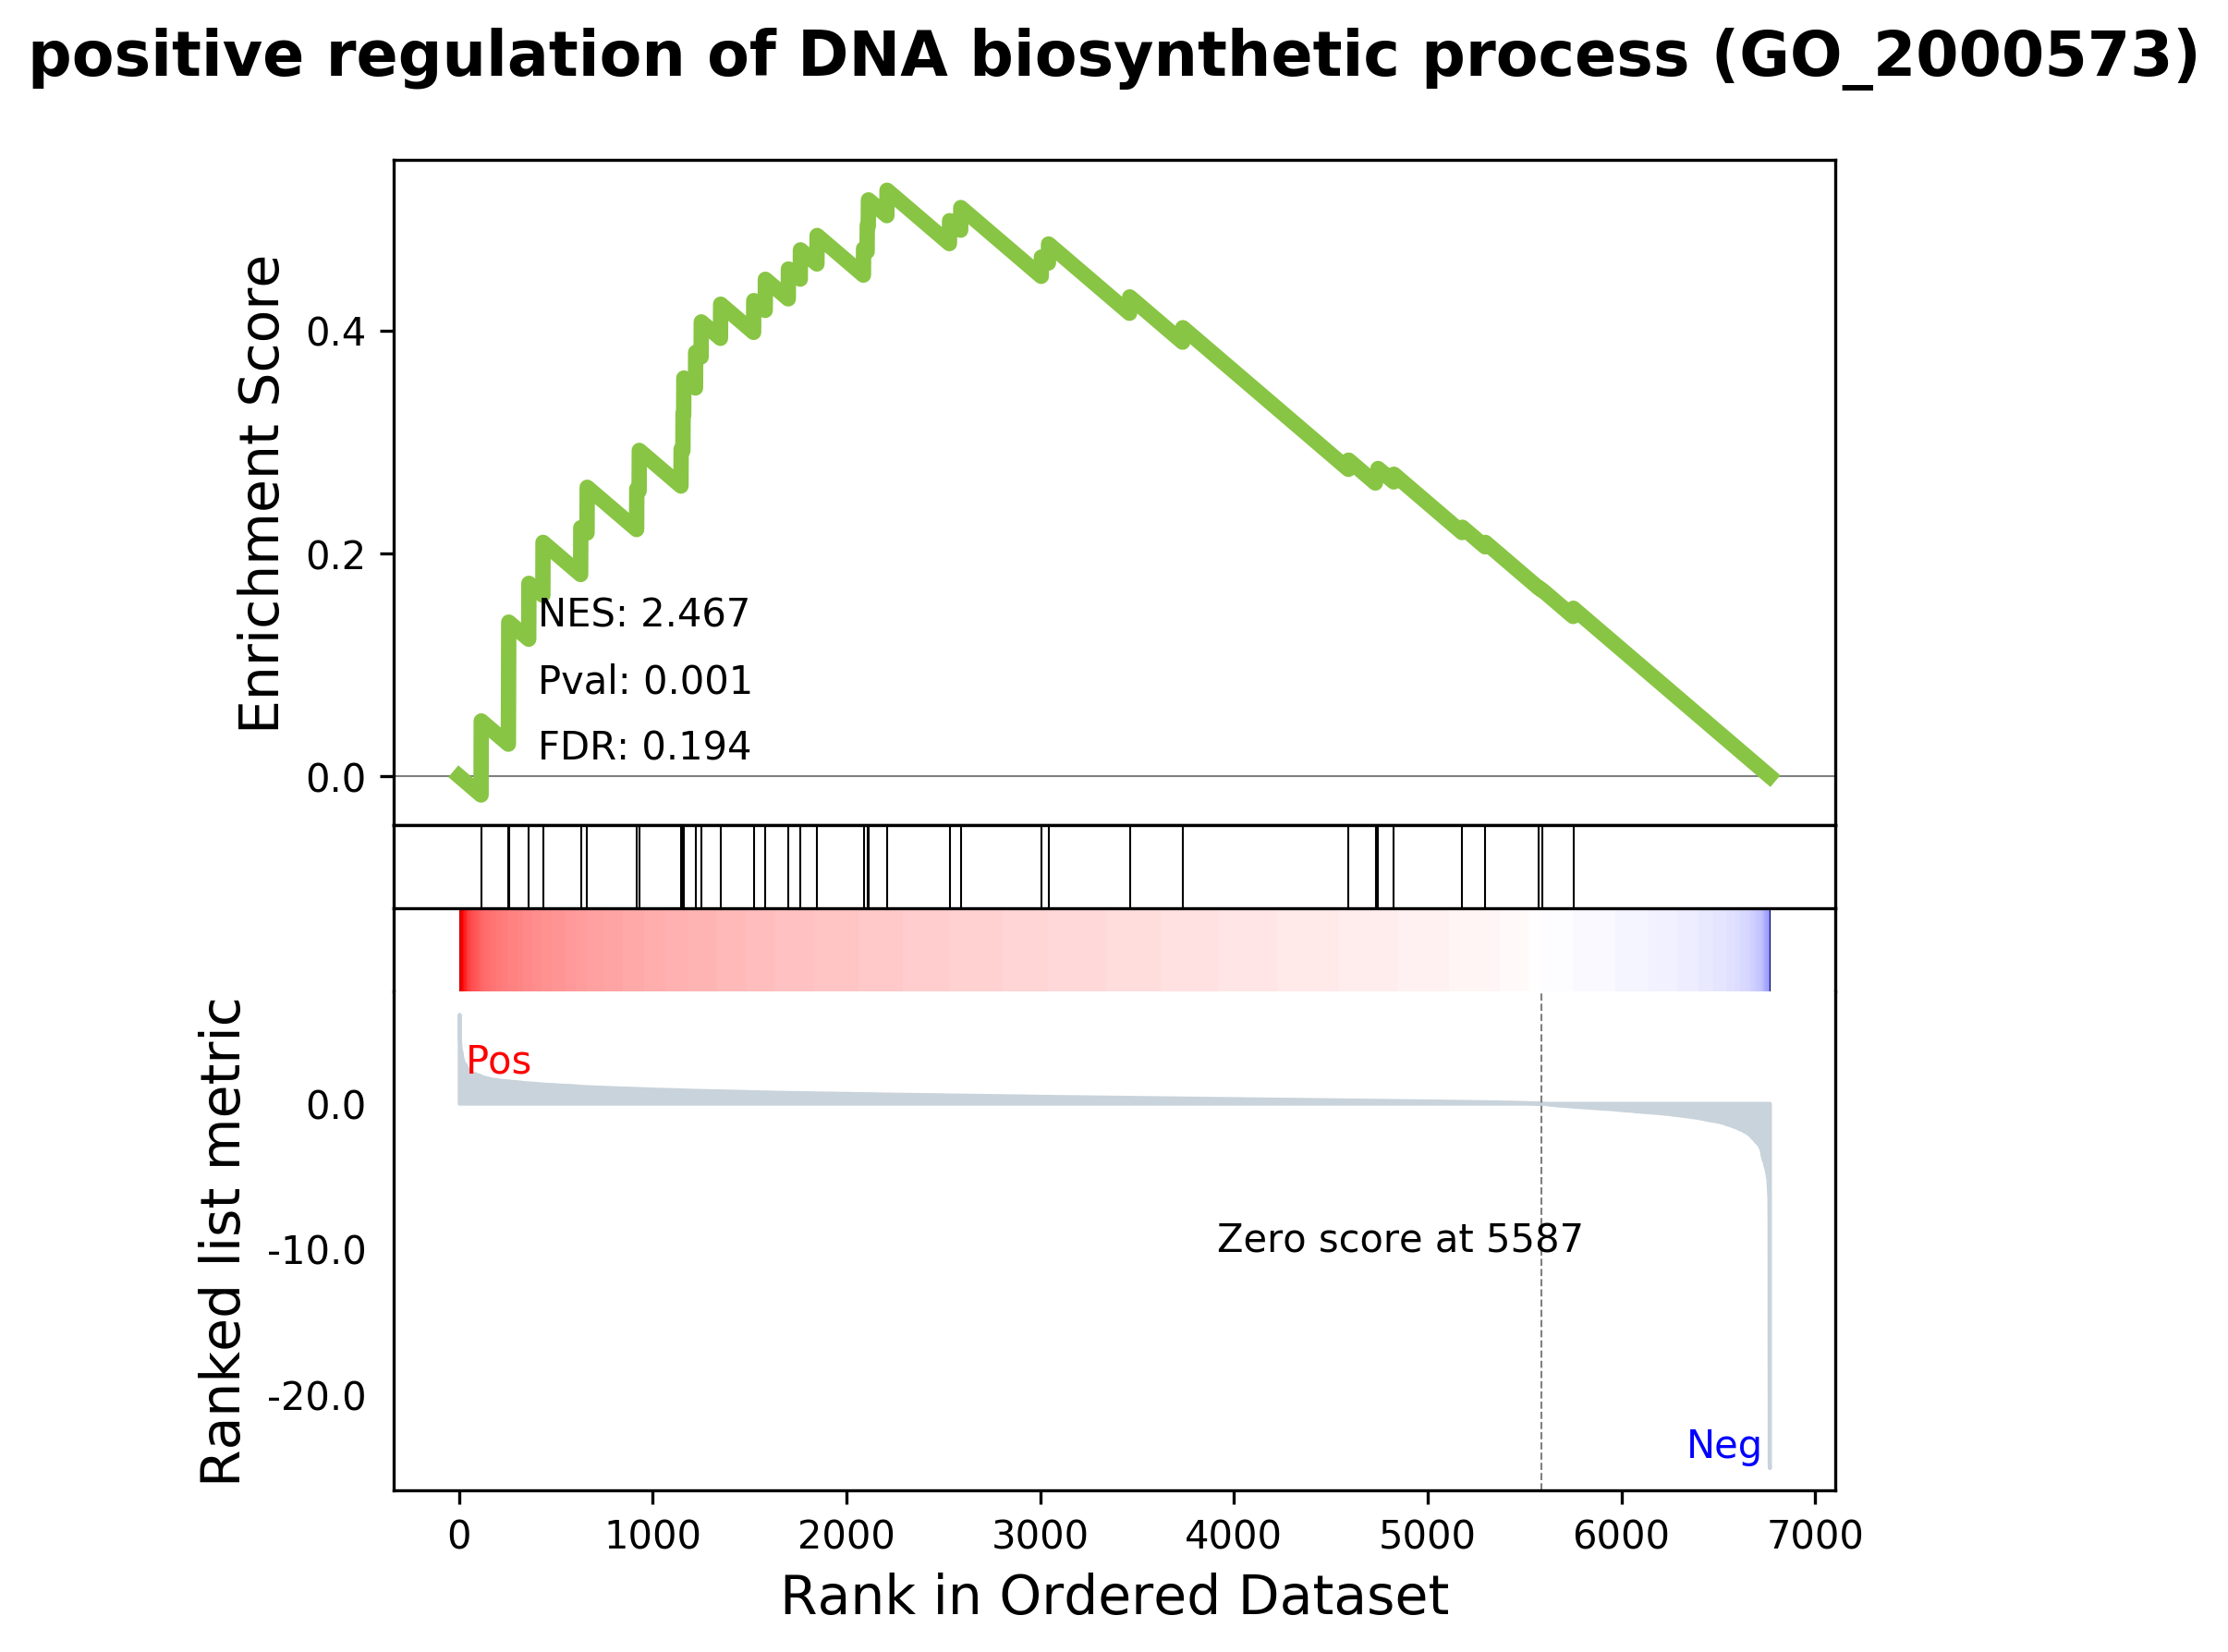 positive regulation of DNA biosynthetic process (GO_2000573)
Enrichment Score
0.4
0.2
0.0
NES: 2.467
Pval: 0.001
FDR: 0.194
Ranked list metric
Pos
0.0
-10.0
-20.0
Zero score at 5587
Neg
0 1000 2000 3000 4000 5000 6000 7000
Rank in Ordered Dataset